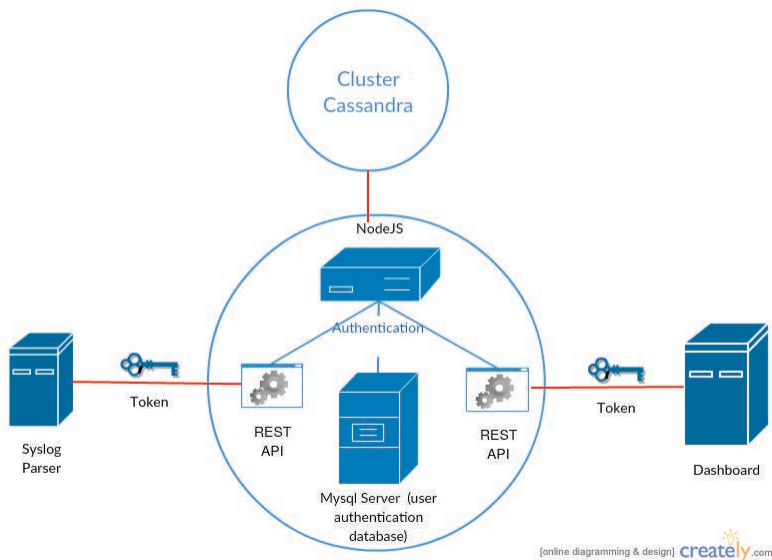 Cluster
Cassandra
NodeJS
Authentication
Token
Token
REST
API
REST
API
Syslog
Parser
Dashboard
Mysql Server (user
authentication
database)
[online diagramming & design] creately.com